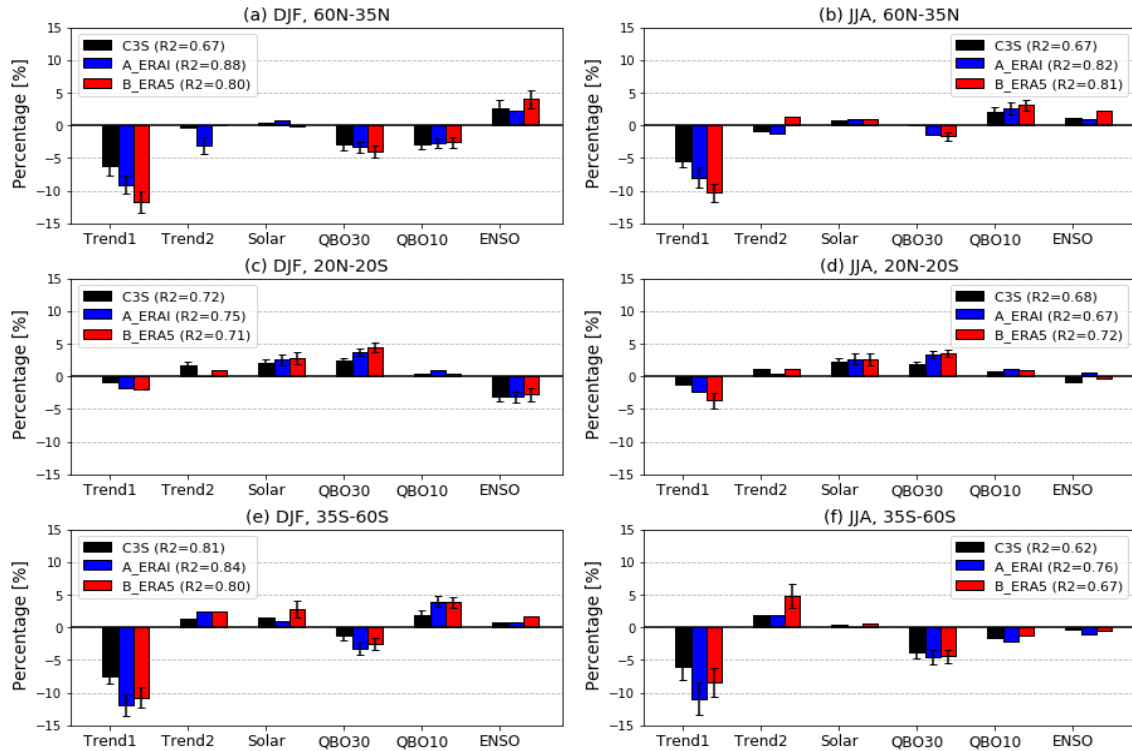 (a) DJF, 60N-35N
Percentage [%]
15
10
5
0
−5
−10
−15
C3S (R2=0.67)
A_ERAI (R2=0.88)
B_ERA5 (R2=0.80)
Trend1 Trend2 Solar QBO30 QBO10 ENSO
(b) JJA, 60N-35N
Percentage [%]
15
10
5
0
−5
−10
−15
C3S (R2=0.67)
A_ERAI (R2=0.82)
B_ERA5 (R2=0.81)
Trend1 Trend2 Solar QBO30 QBO10 ENSO
(c) DJF, 20N-20S
Percentage [%]
15
10
5
0
−5
−10
−15
C3S (R2=0.72)
A_ERAI (R2=0.75)
B_ERA5 (R2=0.71)
Trend1 Trend2 Solar QBO30 QBO10 ENSO
(d) JJA, 20N-20S
Percentage [%]
15
10
5
0
−5
−10
−15
C3S (R2=0.68)
A_ERAI (R2=0.67)
B_ERA5 (R2=0.72)
Trend1 Trend2 Solar QBO30 QBO10 ENSO
(e) DJF, 35S-60S
Percentage [%]
15
10
5
0
−5
−10
−15
C3S (R2=0.81)
A_ERAI (R2=0.84)
B_ERA5 (R2=0.80)
Trend1 Trend2 Solar QBO30 QBO10 ENSO
(f) JJA, 35S-60S
Percentage [%]
15
10
5
0
−5
−10
−15
C3S (R2=0.62)
A_ERAI (R2=0.76)
B_ERA5 (R2=0.67)
Trend1 Trend2 Solar QBO30 QBO10 ENSO